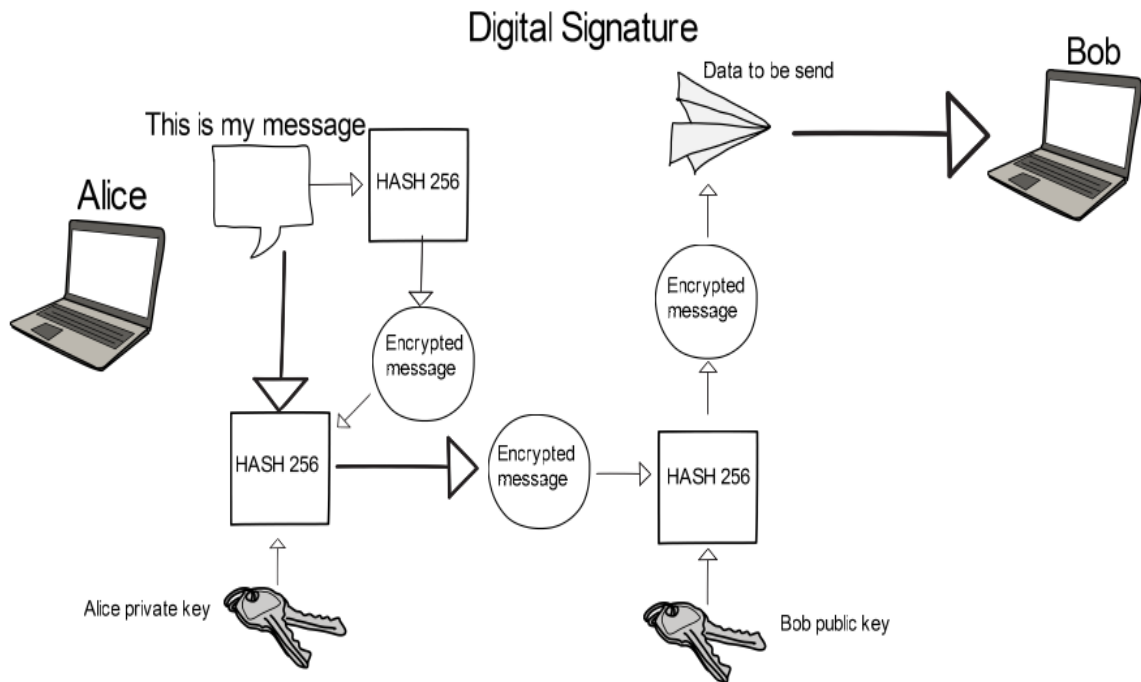 Digital Signature
Bob
Data to be send
This is my message
HASH 256
Alice
Encrypted
message
Encrypted
message
HASH 256
Encrypted
message
HASH 256
Alice private key
Bob public key